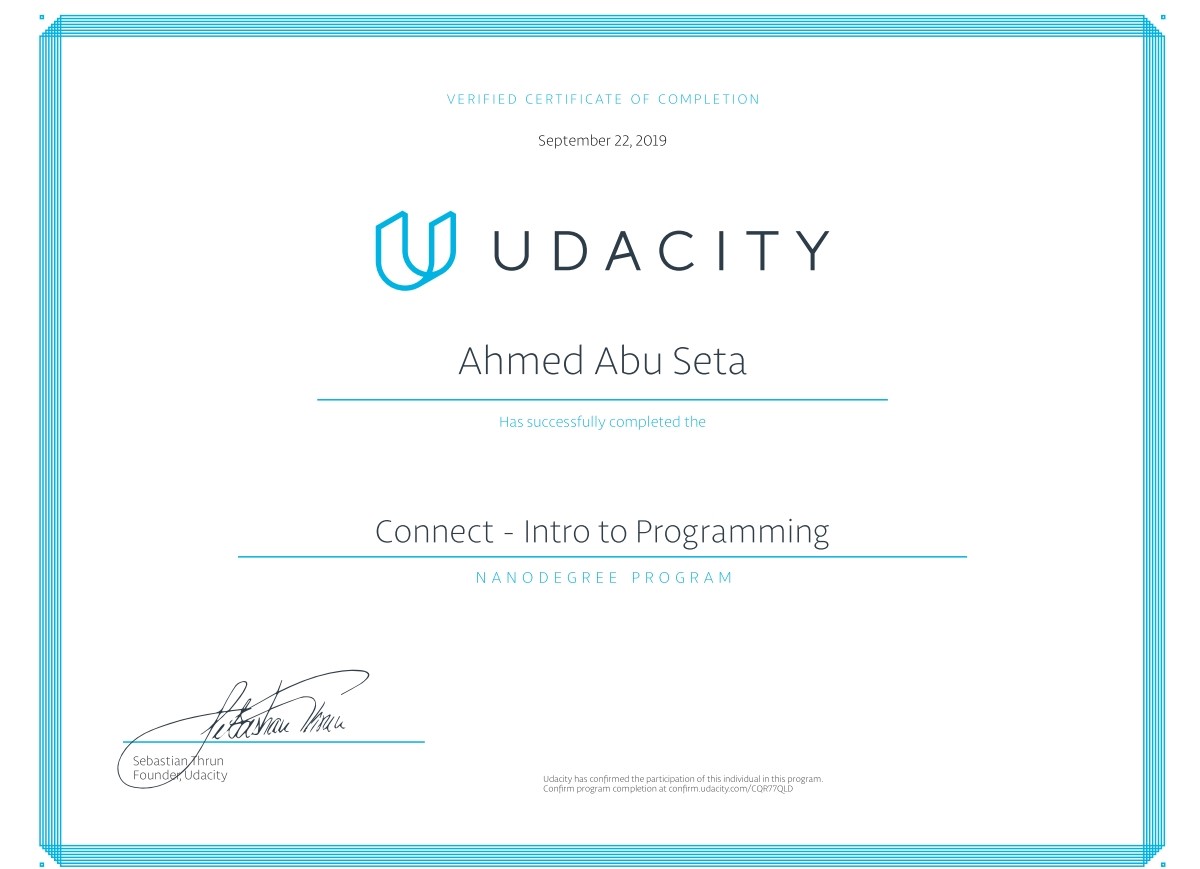 VERIFIED CERTIFICATE OF COMPLETION
September 22, 2019
UDACITY
Ahmed Abu Seta
Has successfully completed the
Connect - Intro to Programming
NANODEGREE PROGRAM
Sebastian Thrun
Sebastian Thrun
Founder, Udacity
Udacity has confirmed the participation of this individual in this program.
Confirm program completion at confirm.udacity.com/CQR77QLD